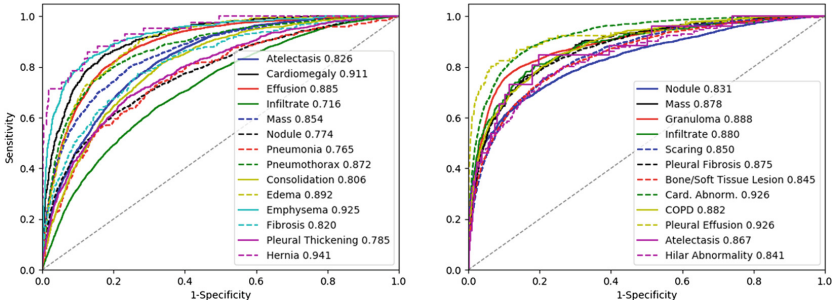 1.0
0.8
0.6
0.4
0.2
0.0
Sensitivity
0.0 0.2 0.4 0.6 0.8 1.0
1-Specificity
Atelectasis 0.826
Cardiomegaly 0.911
Effusion 0.885
Infiltrate 0.716
Mass 0.854
Nodule 0.774
Pneumonia 0.765
Pneumothorax 0.872
Consolidation 0.806
Edema 0.892
Emphysema 0.925
Fibrosis 0.820
Pleural Thickening 0.785
Hernia 0.941
1.0
0.8
0.6
0.4
0.2
0.0
0.0 0.2 0.4 0.6 0.8 1.0
1-Specificity
Nodule 0.831
Mass 0.878
Granuloma 0.888
Infiltrate 0.880
Scaring 0.850
Pleural Fibrosis 0.875
Bone/Soft Tissue Lesion 0.845
Card. Abnorm. 0.926
COPD 0.882
Pleural Effusion 0.926
Atelectasis 0.867
Hilar Abnormality 0.841